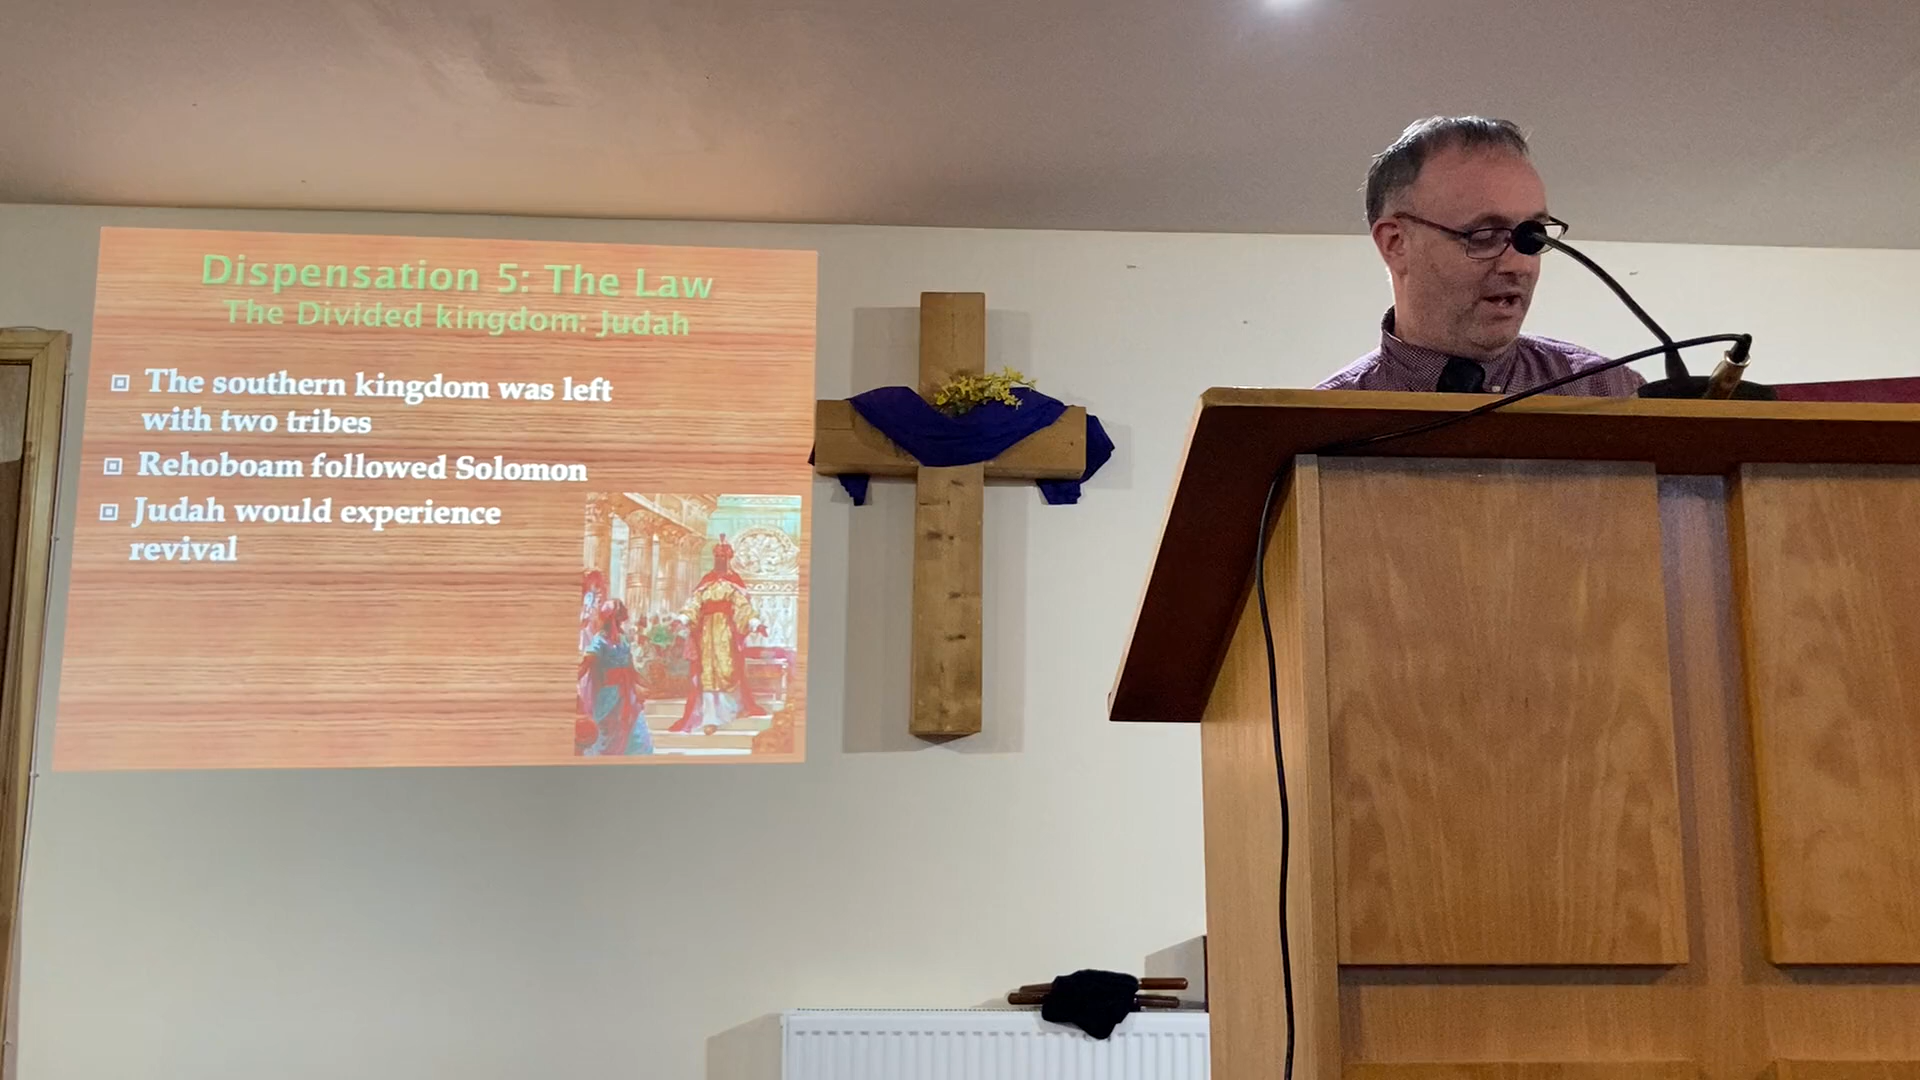 Dispensation 5: The Law
The Divided kingdom: Judah
The southern kingdom was left
with two tribes
Rehoboam followed Solomon
Judah would experience
revival